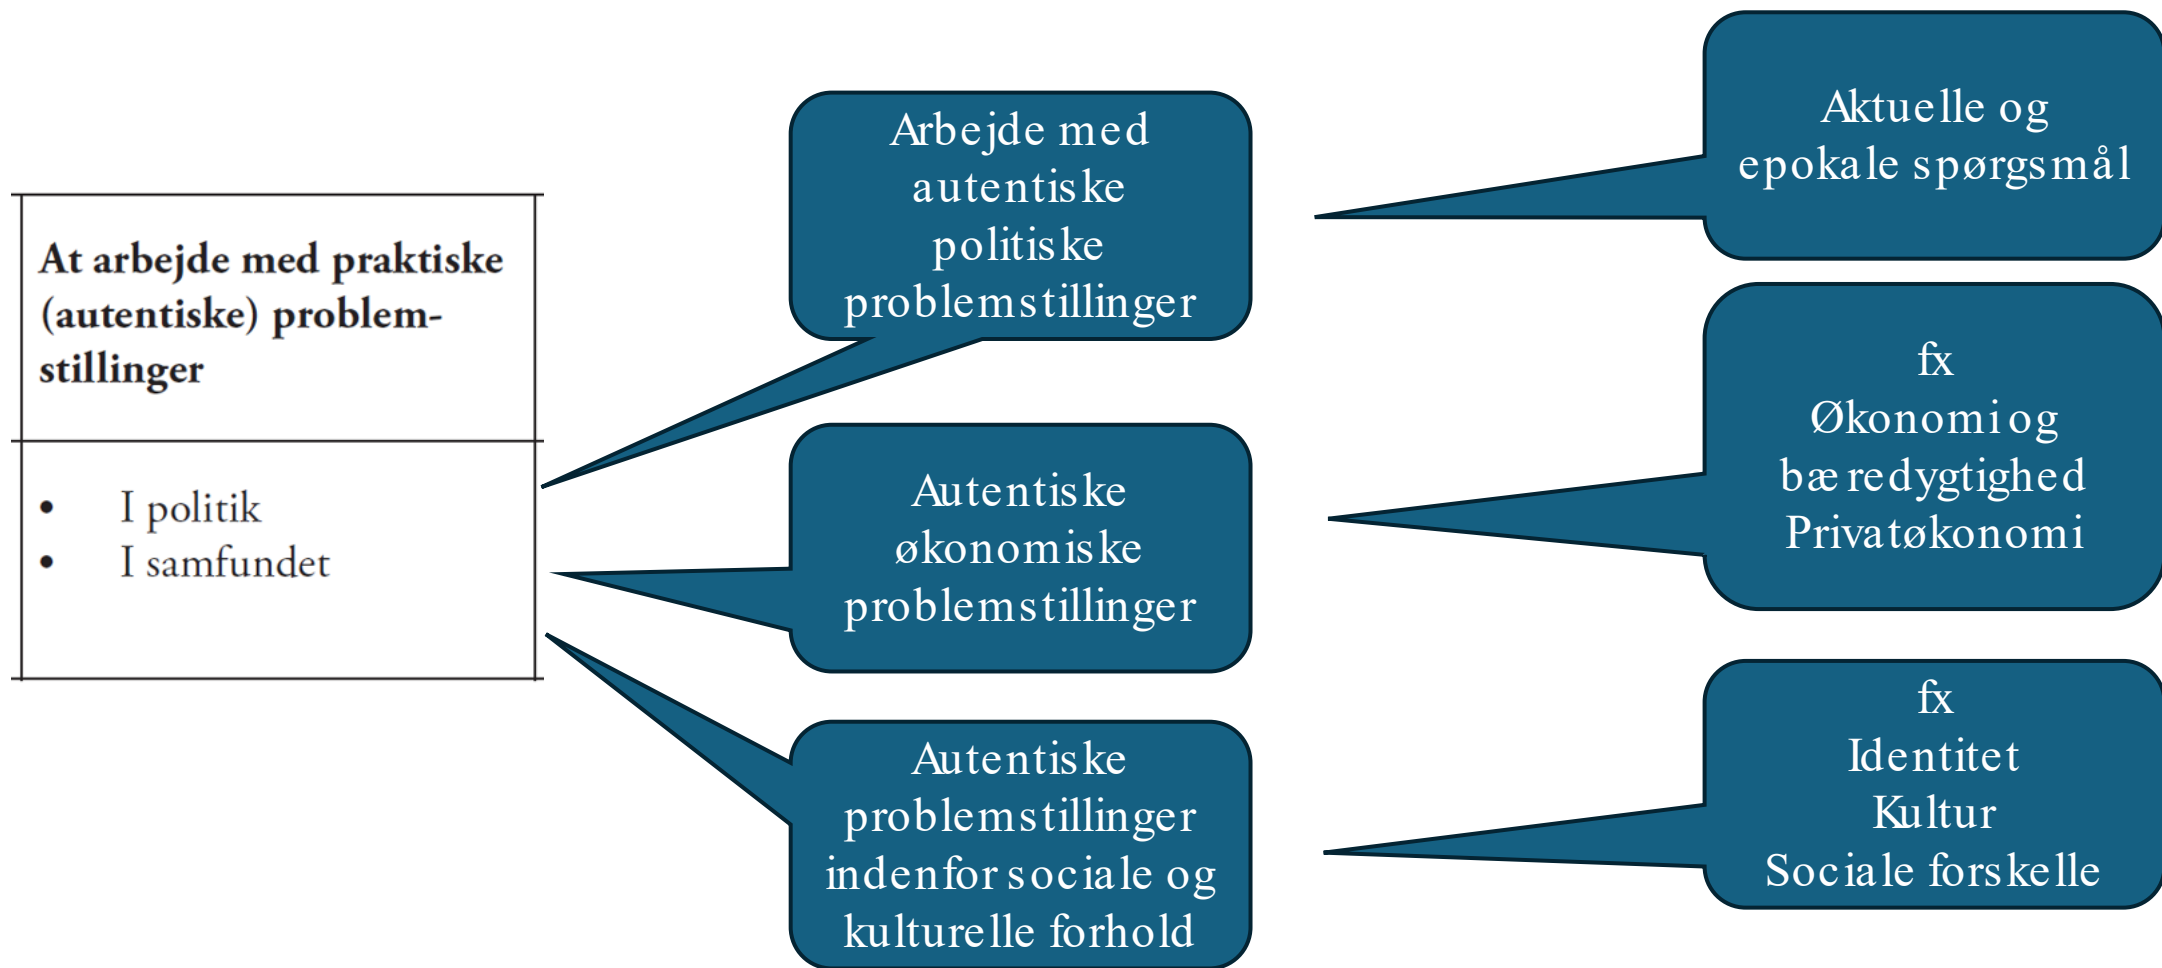 At arbejde med praktiske
(autentiske) problem-
stillinger
• I politik
• I samfundet
Arbejde med
autentiske
politiske
problemstillinger
Autentiske
økonomiske
problemstillinger
Autentiske
problemstillinger
indenfor sociale og
kulturelle forhold
Aktuelle og
epokale spørgsmål
fx
Økonomi og
bæredygtighed
Privatøkonomi
fx
Identitet
Kultur
Sociale forskelle